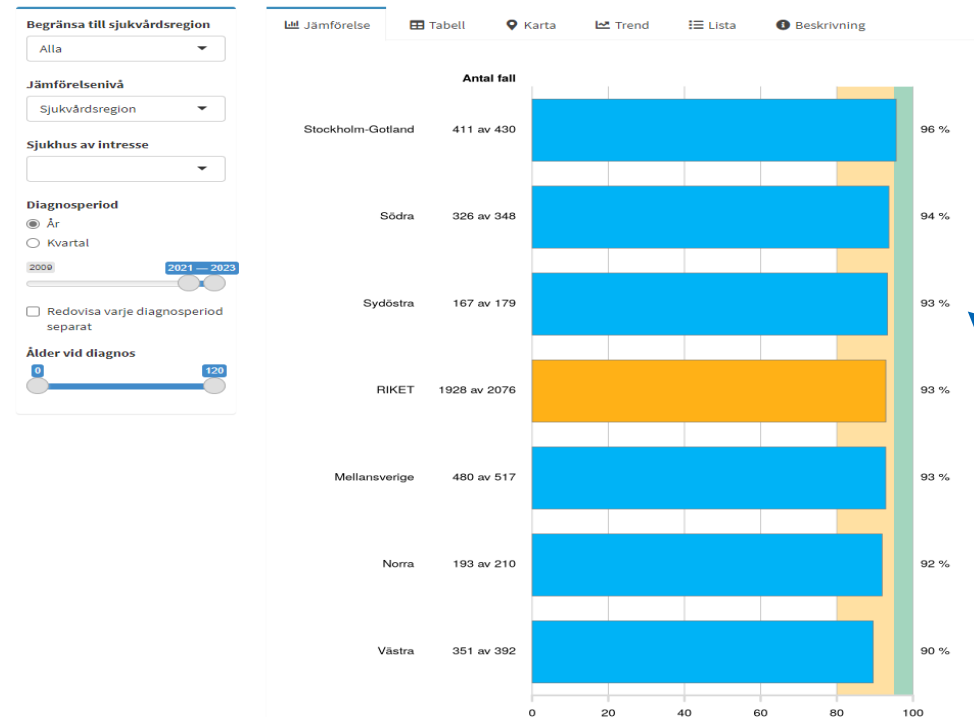 Begränsa till sjukvårdsregion
Alla
Jämförelsenivå
Sjukvårdsregion
Sjukhus av intresse
Diagnosperiod
År
Kvartal
2009
2021 — 2023
Redovisa varje diagnosperiod
separat
Ålder vid diagnos
0
120
Jämförelse
Tabell
Karta
Trend
Lista
Beskrivning
Antal fall
Stockholm-Gotland 411 av 430 96 %
Södra 326 av 348 94 %
Sydöstra 167 av 179 93 %
RIKET 1928 av 2076 93 %
Mellansverige 480 av 517 93 %
Norra 193 av 210 92 %
Västra 351 av 392 90 %
0 20 40 60 80 100